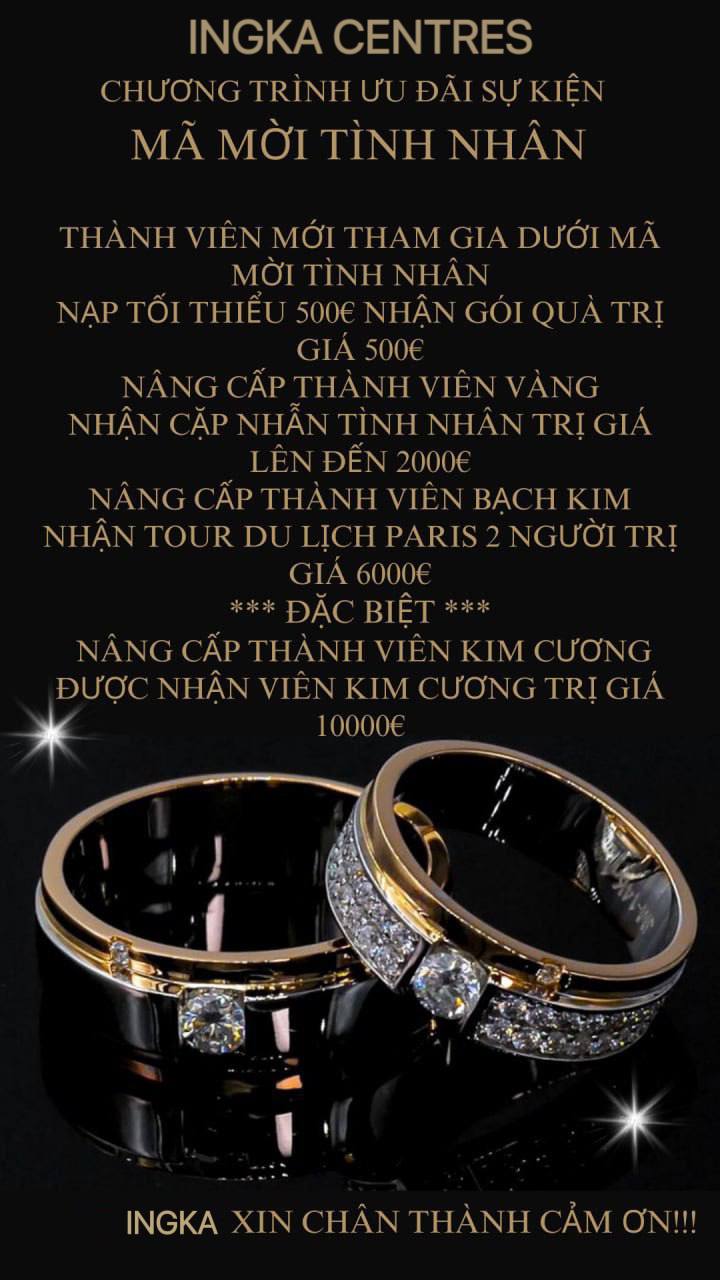 INGKA CENTRES
CHƯƠNG TRÌNH ƯU ĐÃI SỰ KIỆN
MÃ MỜI TÌNH NHÂN
THÀNH VIÊN MỚI THAM GIA DƯỚI MÃ
MỜI TÌNH NHÂN
NẠP TỐI THIỂU 500€ NHẬN GÓI QUÀ TRỊ
GIÁ 500€
NÂNG CẤP THÀNH VIÊN VÀNG
NHẬN CẶP NHẪN TÌNH NHÂN TRỊ GIÁ
LÊN ĐẾN 2000€
NÂNG CẤP THÀNH VIÊN BẠCH KIM
NHẬN TOUR DU LỊCH PARIS 2 NGƯỜI TRỊ
GIÁ 6000€
*** ĐẶC BIỆT ***
NÂNG CẤP THÀNH VIÊN KIM CƯƠNG
ĐƯỢC NHẬN VIÊN KIM CƯƠNG TRỊ GIÁ
10000€
INGKA XIN CHÂN THÀNH CẢM ƠN!!!